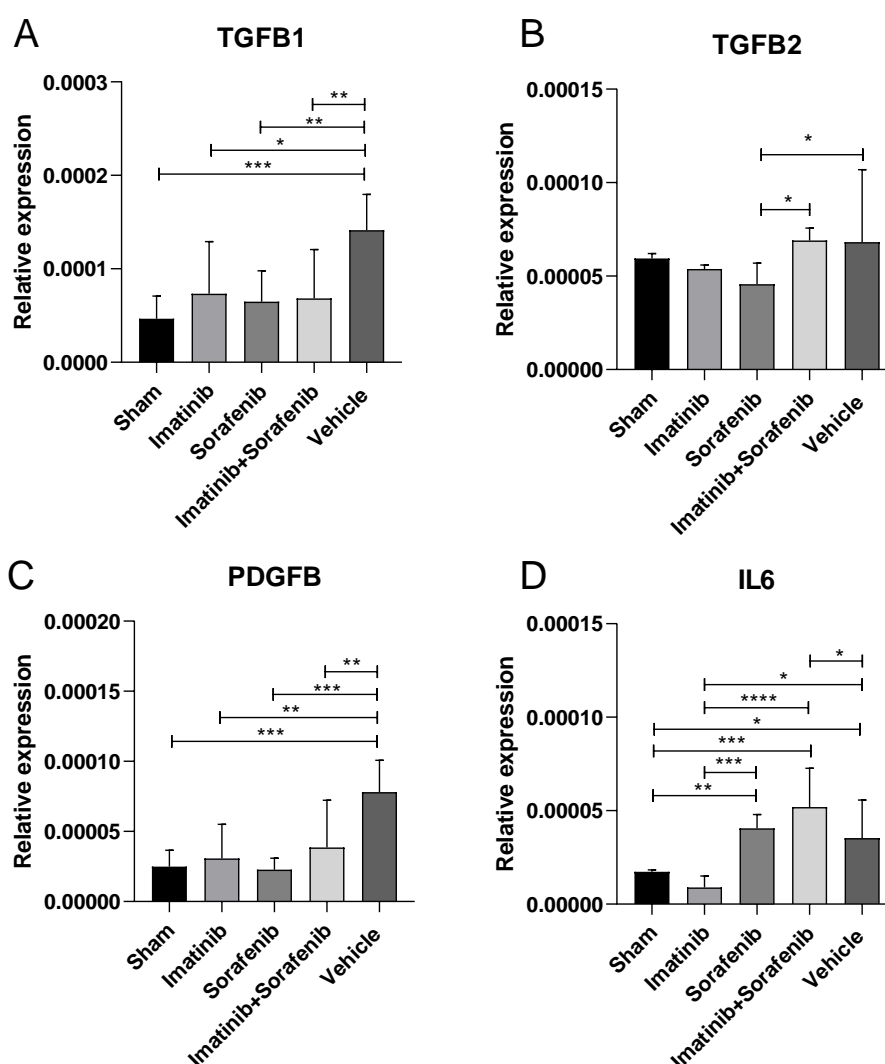 A
TGFB1
Relative expression
0.0003
0.0002
0.0001
0.0000
**
**
*
***
Sham
Imatinib
Sorafenib
Imatinib+Sorafenib
Vehicle
B
TGFB2
Relative expression
0.00015
0.00010
0.00005
0.00000
*
*
Sham
Imatinib
Sorafenib
Imatinib+Sorafenib
Vehicle
C
PDGFB
Relative expression
0.00020
0.00015
0.00010
0.00005
0.00000
**
***
**
***
Sham
Imatinib
Sorafenib
Imatinib+Sorafenib
Vehicle
D
IL6
Relative expression
0.00015
0.00010
0.00005
0.00000
*
*
****
*
***
***
**
Sham
Imatinib
Sorafenib
Imatinib+Sorafenib
Vehicle